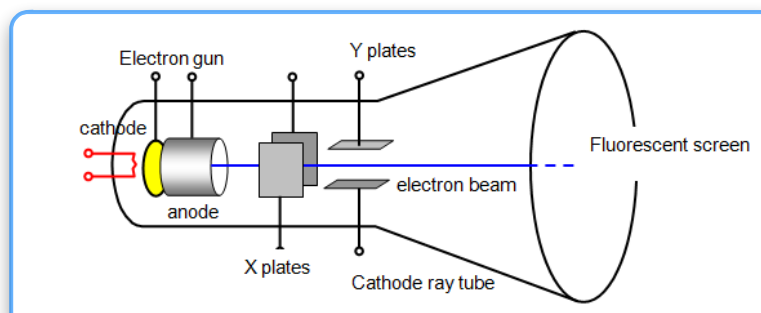 Y plates
Electron gun
cathode
Fluorescent screen
electron beam
anode
X plates
Cathode ray tube